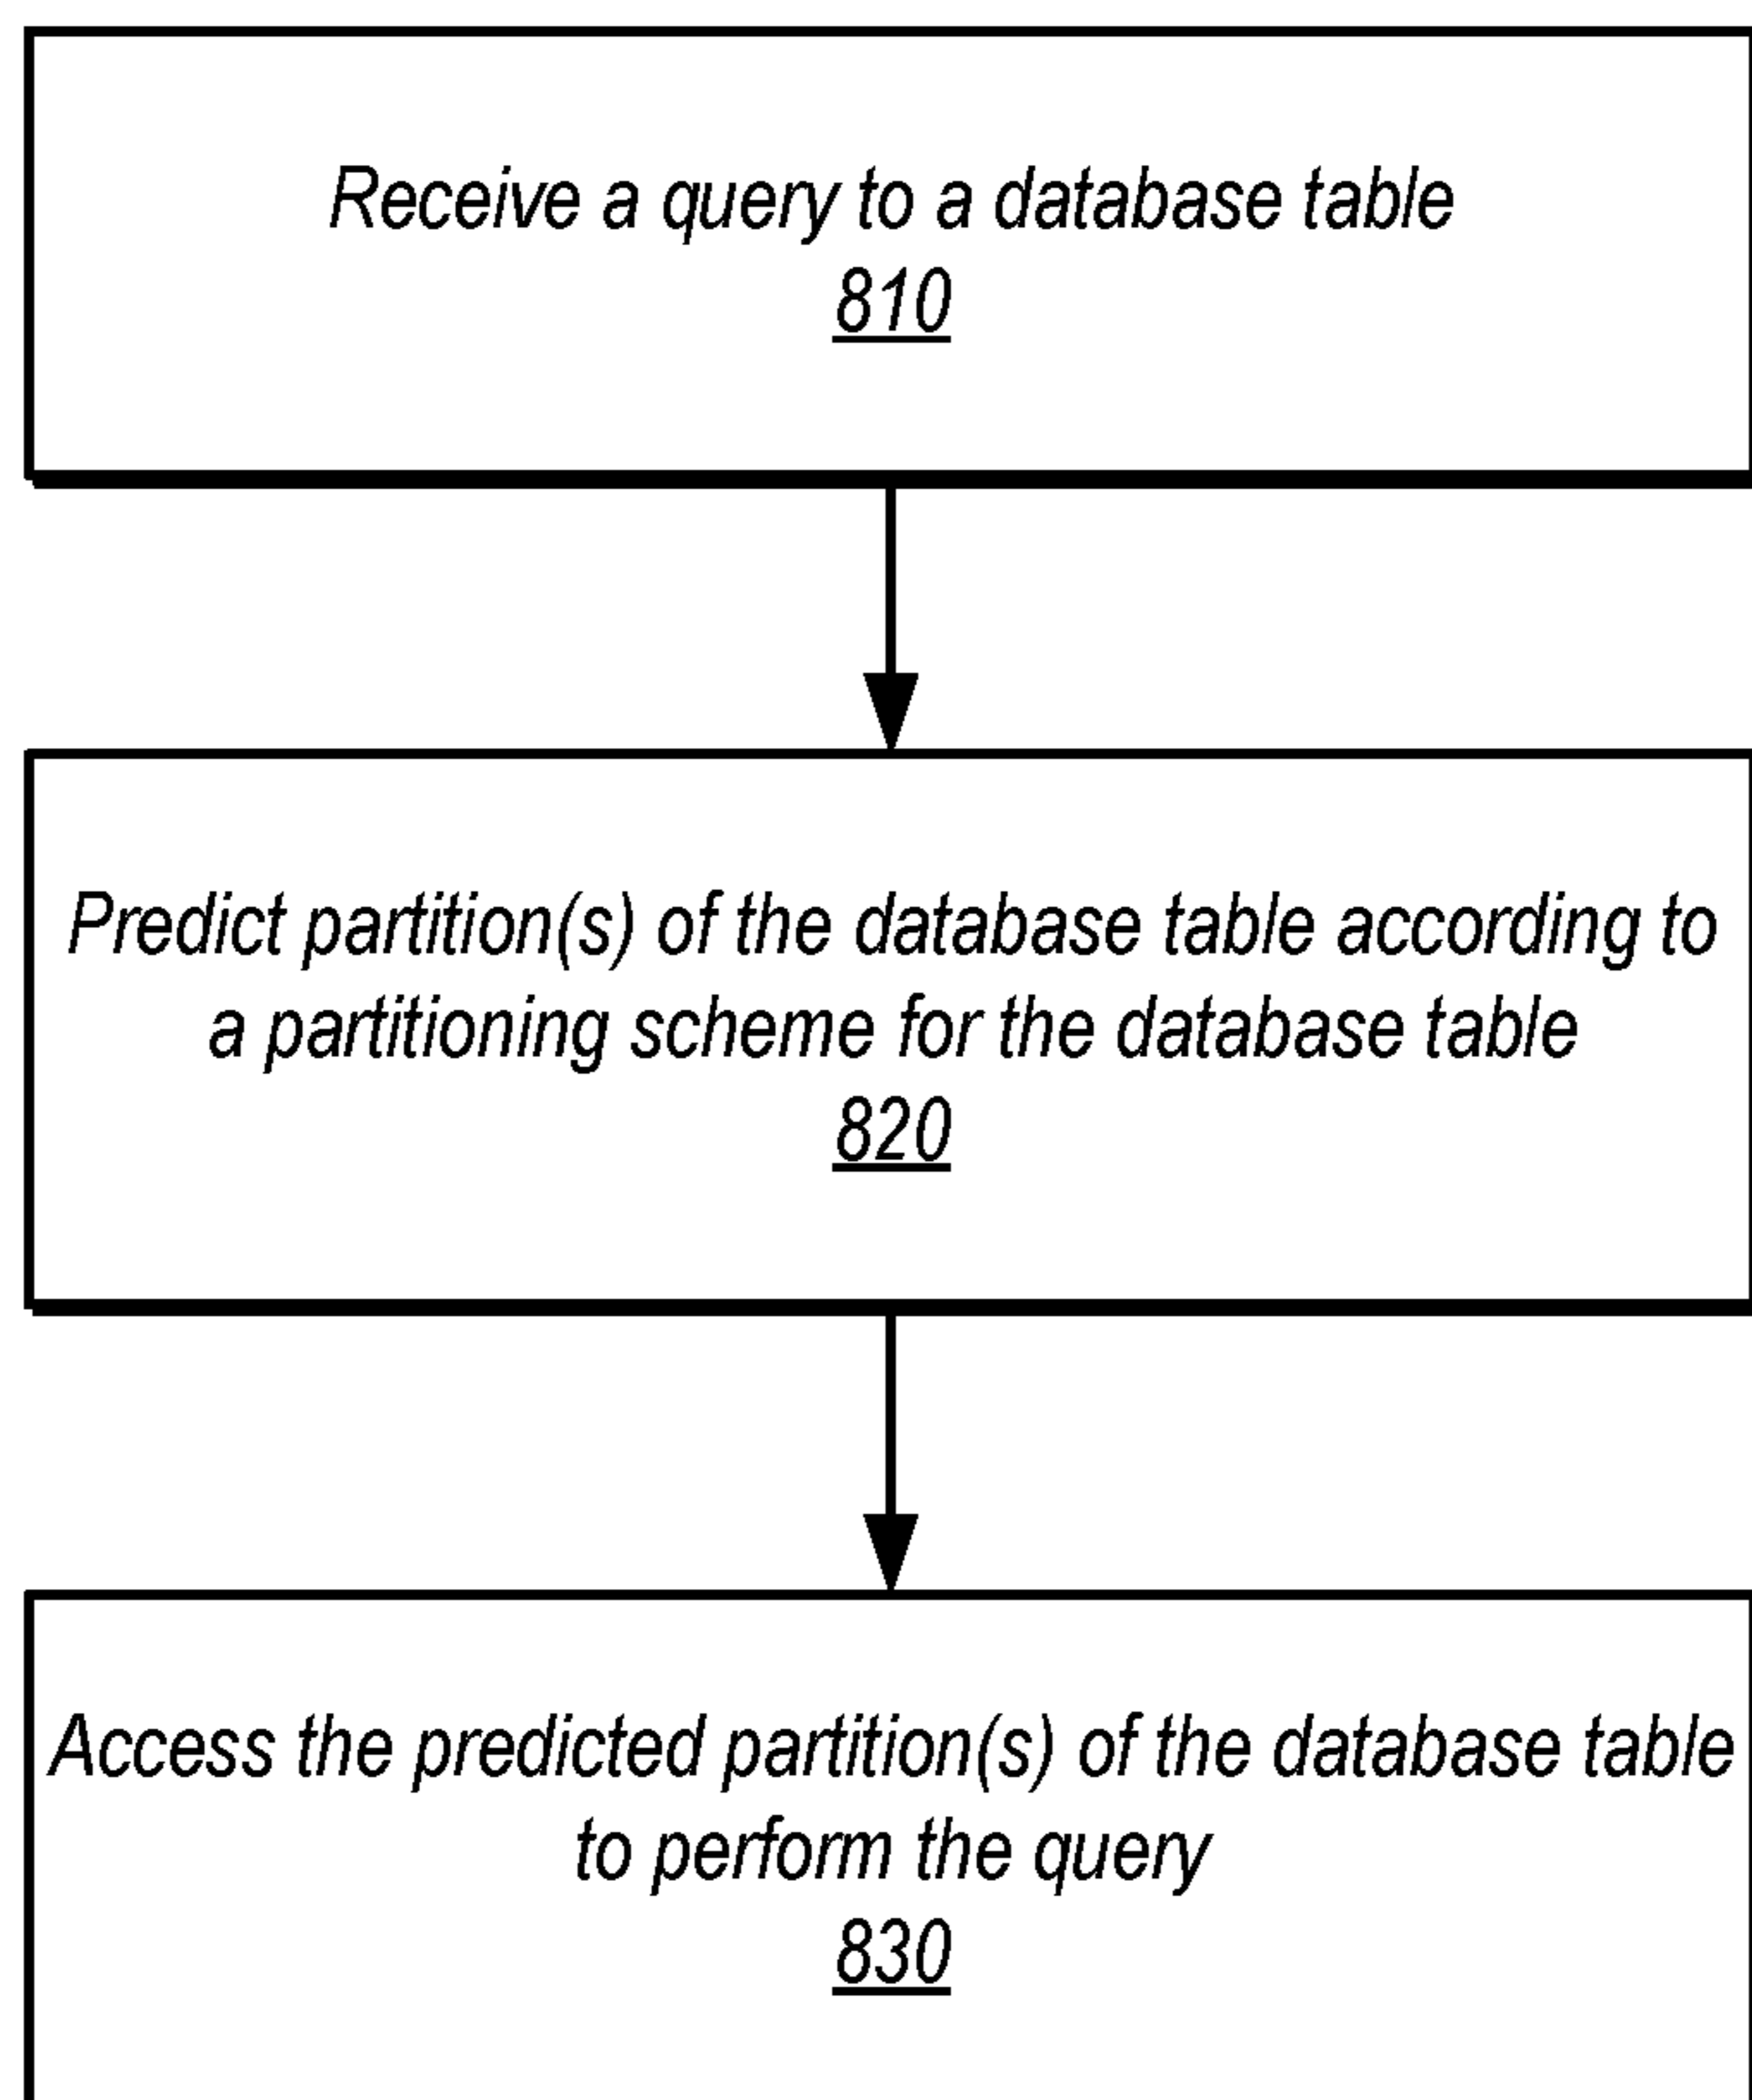 Receive a query to a database table
810
Predict partition(s) of the database table according to
a partitioning scheme for the database table
820
Access the predicted partition(s) of the database table
to perform the query
830